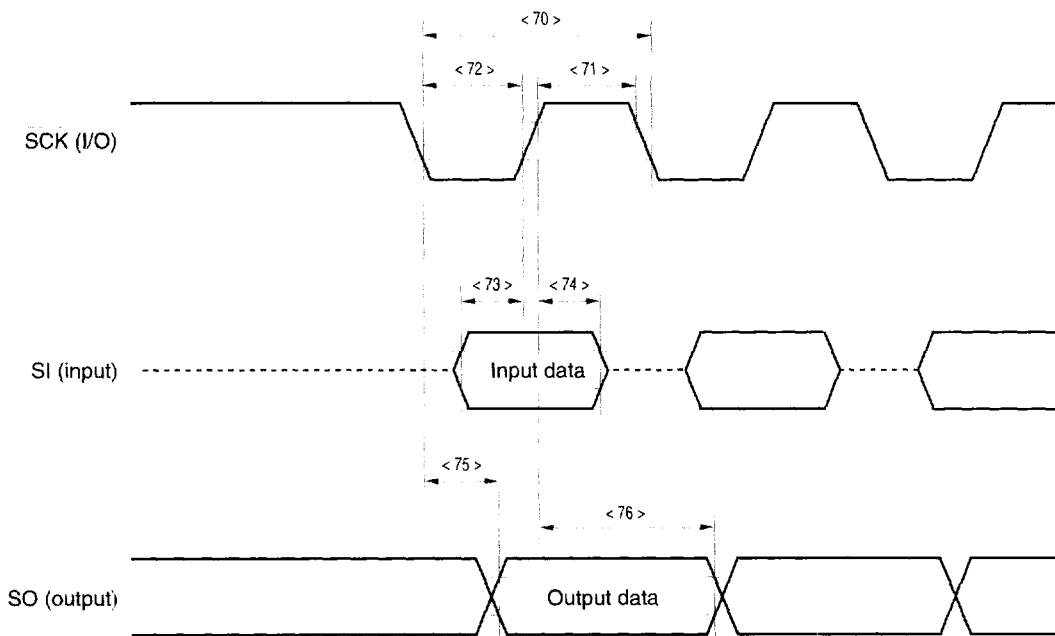 < 70 >
< 72 >
< 71 >
SCK (I/O)
< 73 >
< 74 >
SI (input)
Input data
< 75 >
< 76 >
SO (output)
Output data